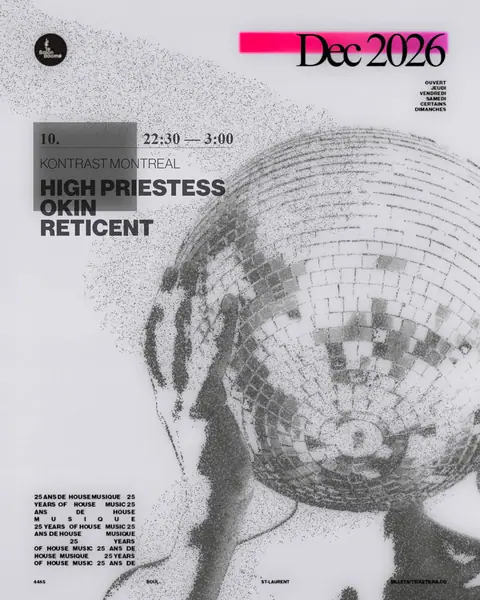 Salon
Daomé
Dec 2026
OUVERT
JEUDI
VENDREDI
SAMEDI
CERTAINS
DIMANCHES
10.
22:30 — 3:00
KONTRAST MONTREAL
HIGH PRIESTESS
OKIN
RETICENT
25 ANS DE HOUSE MUSIQUE 25
YEARS OF HOUSE MUSIC 25
ANS DE HOUSE
MUSIQUE
25 YEARS OF HOUSE MUSIC 25
ANS DE HOUSE MUSIQUE
25 YEARS
OF HOUSE MUSIC 25 ANS DE
HOUSE MUSIQUE 25 YEARS
OF HOUSE MUSIC 25 ANS DE
4465 BOUL ST-LAURENT